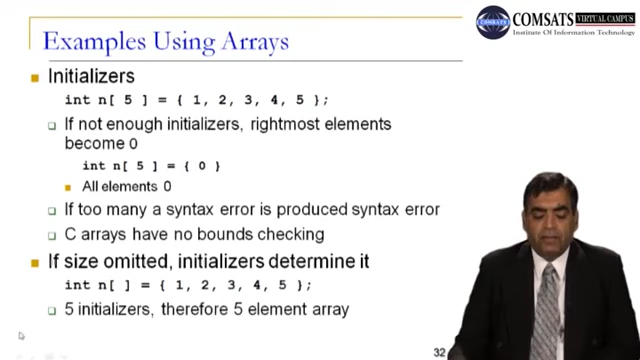 COMSATS VIRTUAL CAMPUS
Institute Of Information Technology
Examples Using Arrays
Initializers
int n[ 5 ] = { 1, 2, 3, 4, 5 };
If not enough initializers, rightmost elements
become 0
int n[ 5 ] = { 0 }
All elements 0
If too many a syntax error is produced syntax error
C arrays have no bounds checking
If size omitted, initializers determine it
int n[ ] = { 1, 2, 3, 4, 5 };
5 initializers, therefore 5 element array
32